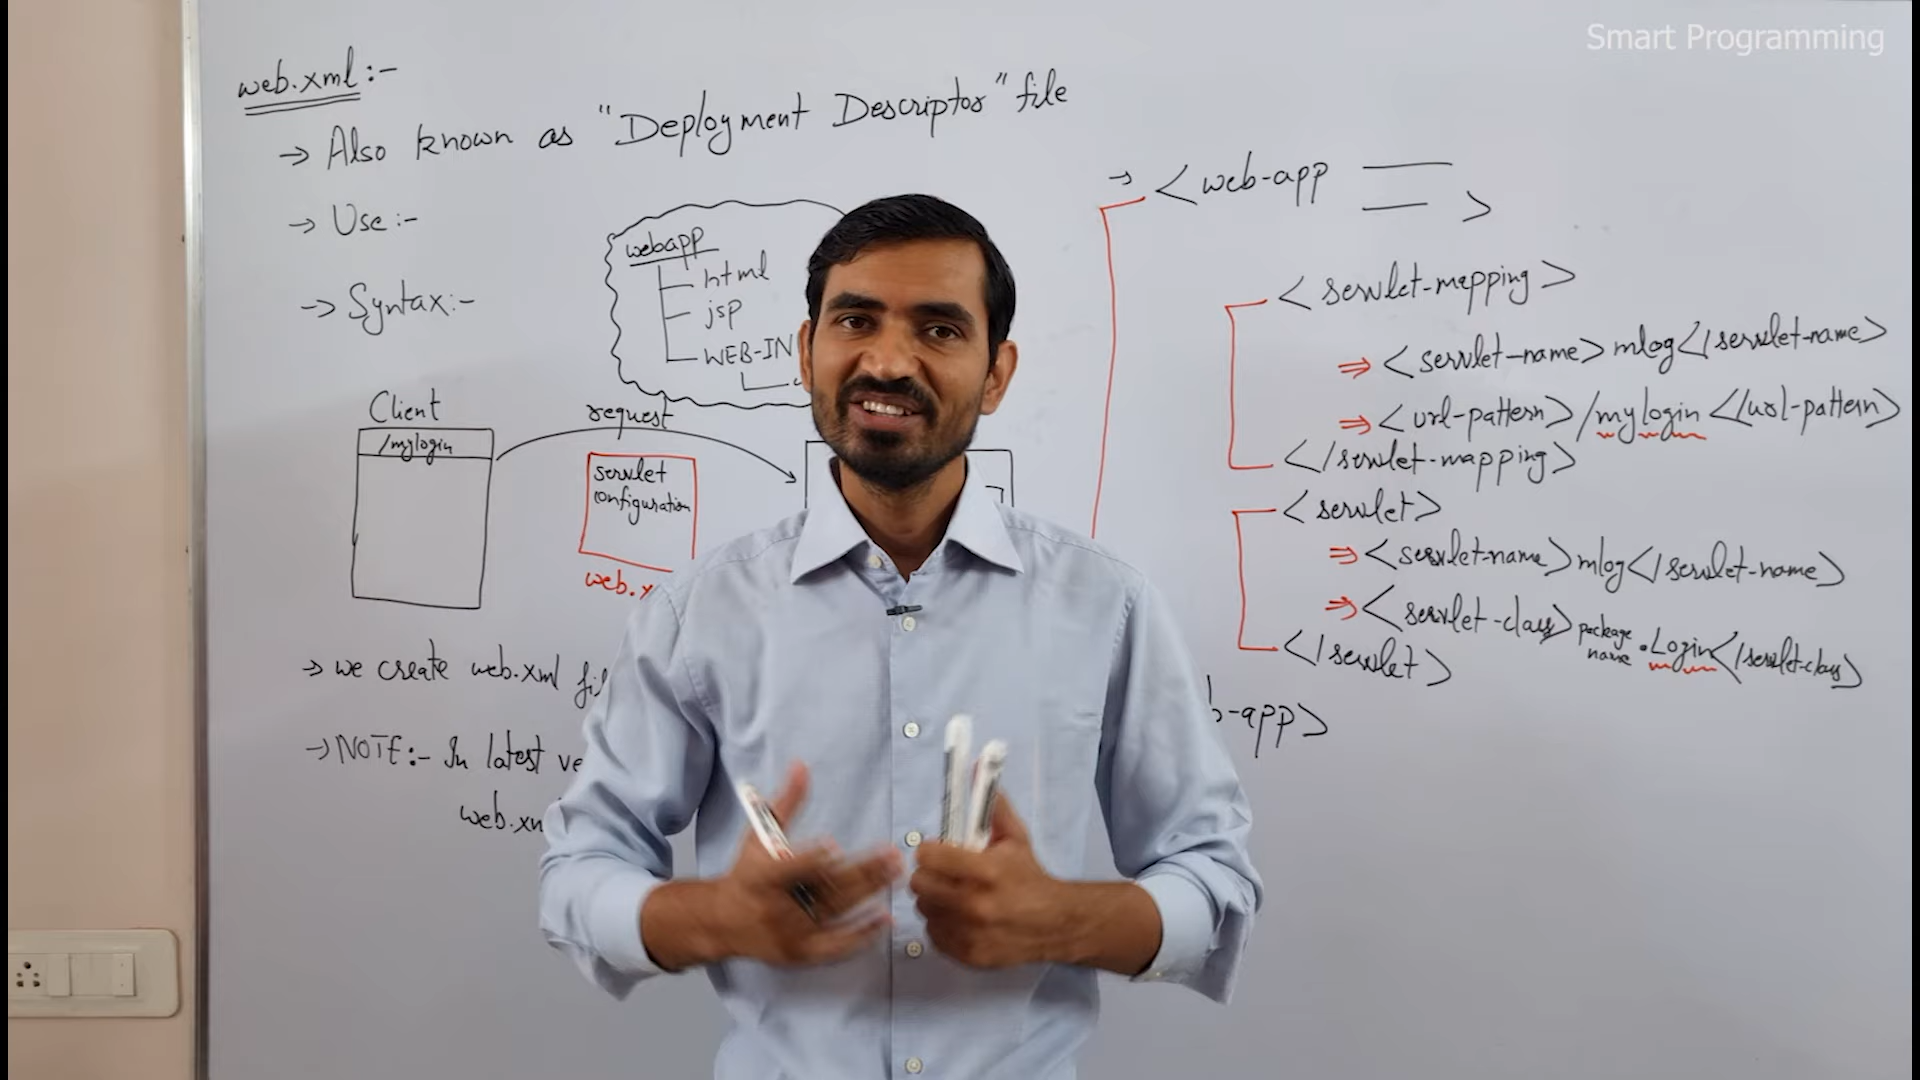 Smart Programming
web.xml:-
→ Also known as "Deployment Descriptor" file
→ Use :-
→ Syntax:-
webapp
html
jsp
WEB-IN
Client
/mylogin
request
servlet
configuration
web.x
→ we create web.xml
→ NOTE:- In latest
→ <web-app
>
<servlet-mapping>
⇒ <servlet-name> mlog </servlet-name>
⇒ <url-pattern> /mylogin </url-pattern>
</servlet-mapping>
<servlet>
⇒ <servlet-name> mlog </servlet-name>
⇒ <servlet-class> package name .Login </servlet-class>
</servlet>
-app>